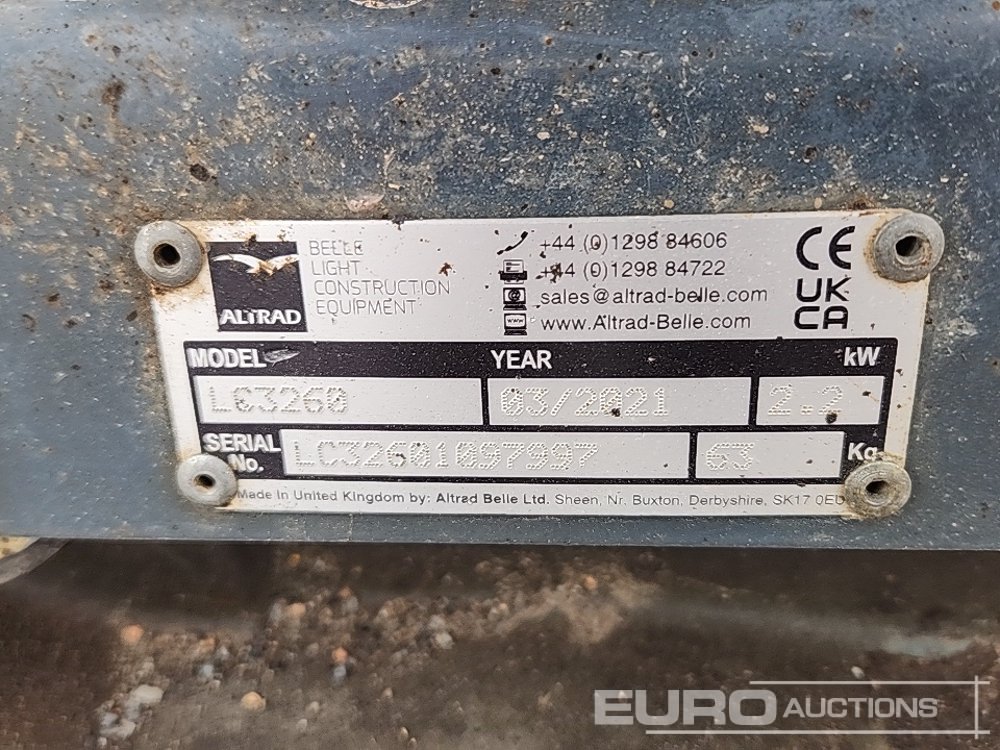 ALTRAD
BELLE
LIGHT
CONSTRUCTION
EQUIPMENT
+44 (0)1298 84606
+44 (0)1298 84722
sales@altrad-belle.com
www
www.Altrad-Belle.com
CE
UK
CA
MODEL YEAR kW
LC3260 03/2021 2.2
SERIAL No. LC32601097997 63 Kg
Made in United Kingdom by: Altrad Belle Ltd. Sheen, Nr. Buxton, Derbyshire, SK17 0EU
EURO AUCTIONS